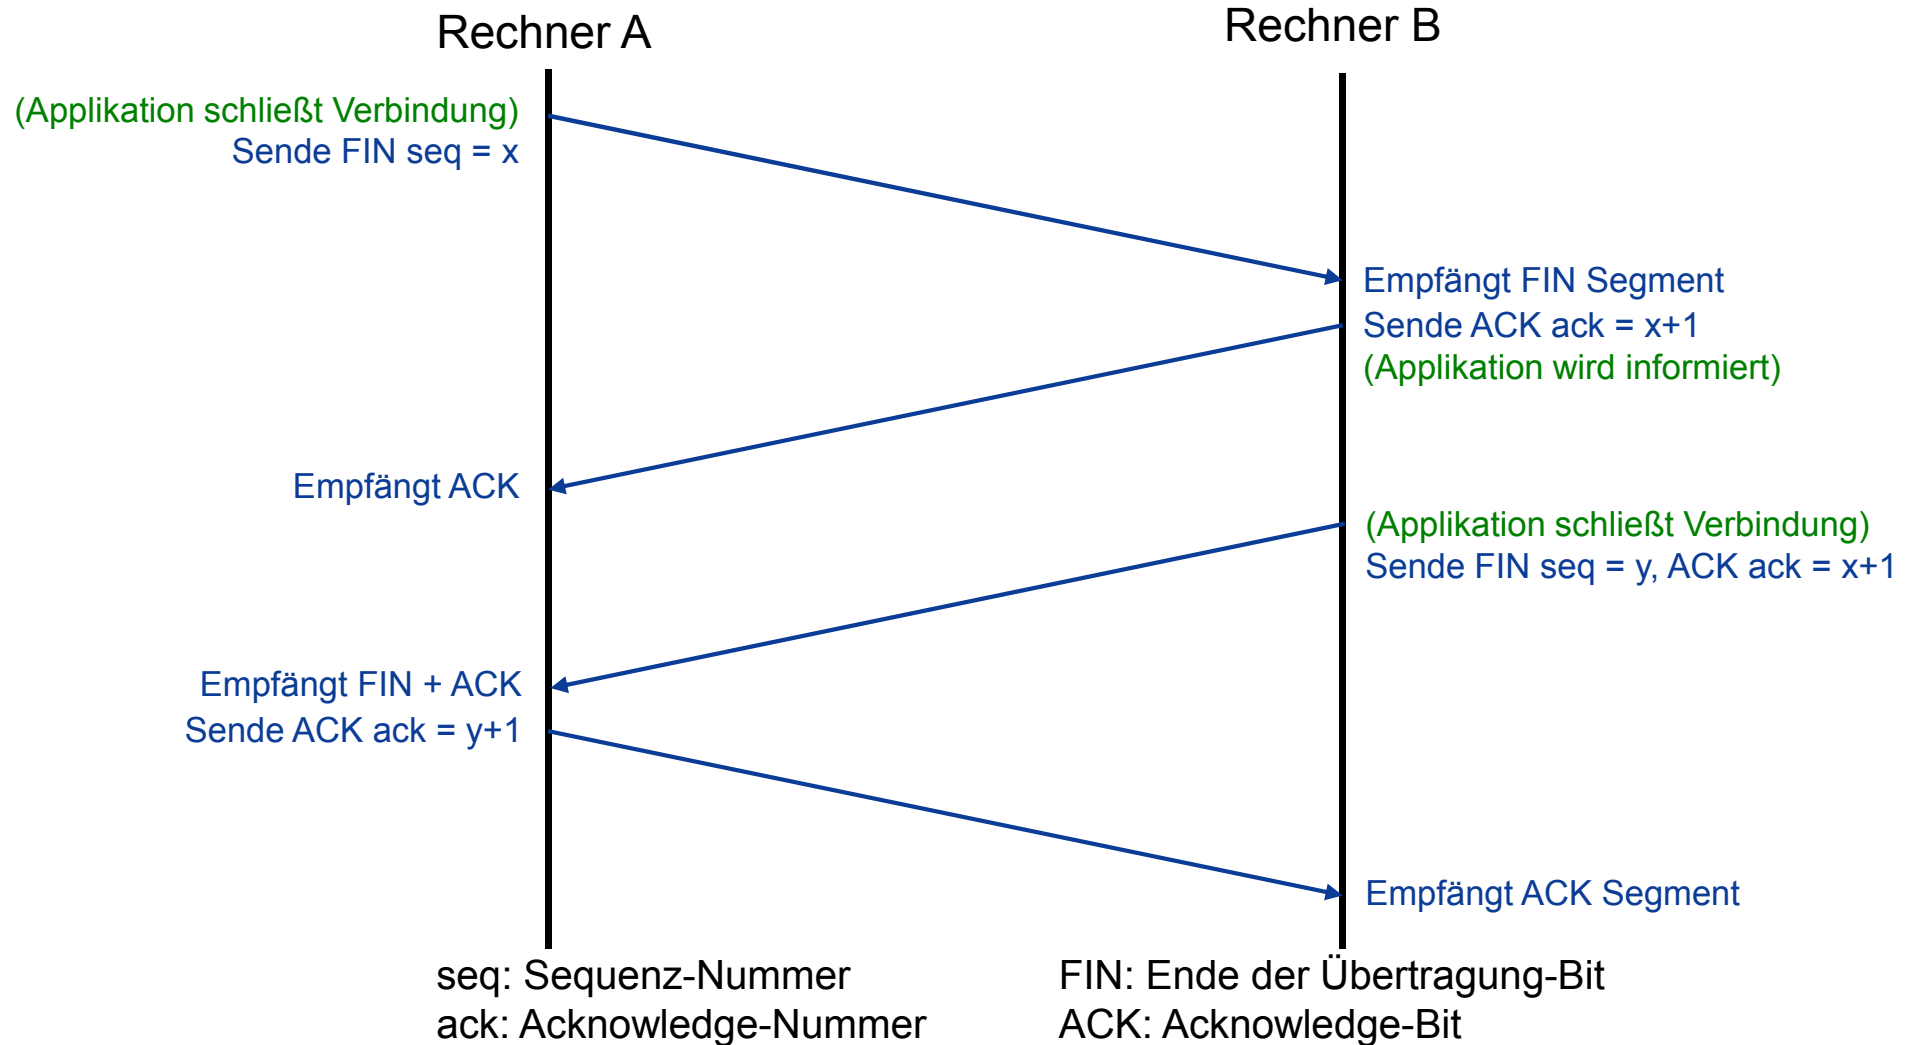 Rechner A
Rechner B
(Applikation schließt Verbindung)
Sende FIN seq = x
Empfängt FIN Segment
Sende ACK ack = x+1
(Applikation wird informiert)
Empfängt ACK
(Applikation schließt Verbindung)
Sende FIN seq = y, ACK ack = x+1
Empfängt FIN + ACK
Sende ACK ack = y+1
Empfängt ACK Segment
seq: Sequenz-Nummer
ack: Acknowledge-Nummer
FIN: Ende der Übertragung-Bit
ACK: Acknowledge-Bit